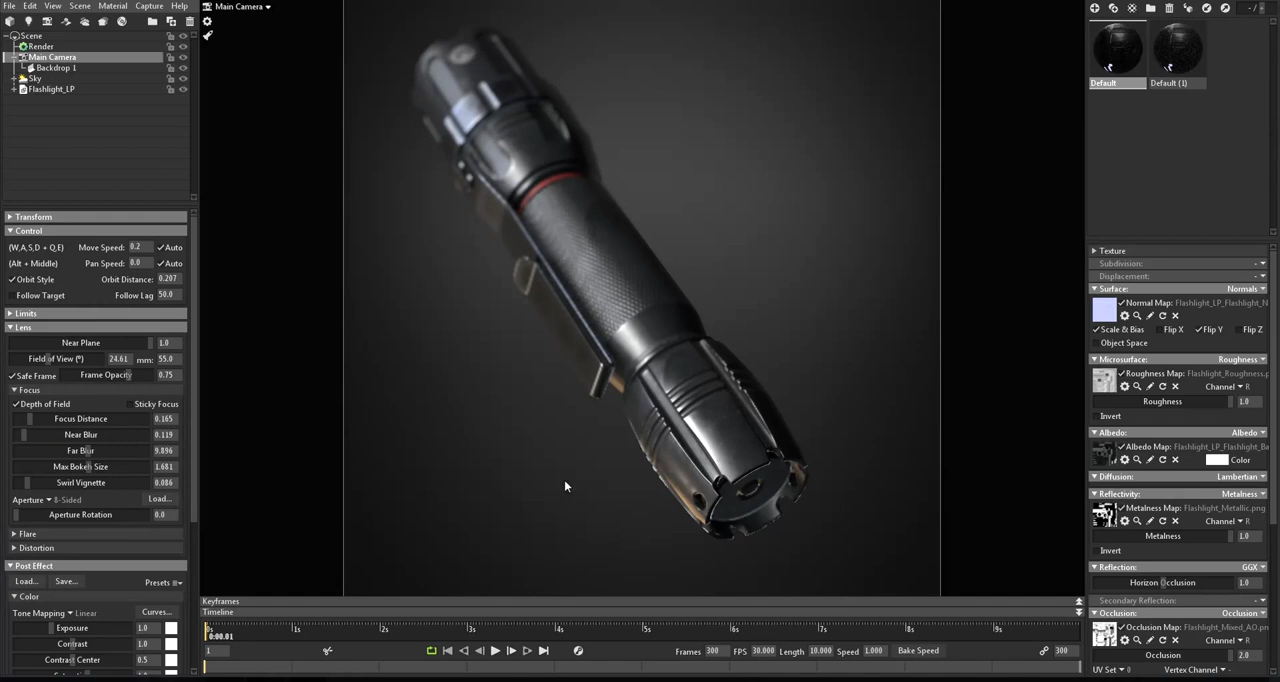 File Edit View Scene Material Capture Help
Main Camera
Scene
Render
Main Camera
Backdrop 1
Sky
Flashlight_LP
Transform
Control
(W,A,S,D + Q,E) Move Speed: 0.2 Auto
(Alt + Middle) Pan Speed: 0.0 Auto
Orbit Style Orbit Distance: 0.207
Follow Target Follow Lag 50.0
Limits
Lens
Near Plane 1.0
Field of View (°) 24.61 mm: 55.0
Safe Frame Frame Opacity 0.75
Focus
Depth of Field Sticky Focus
Focus Distance 0.165
Near Blur 0.119
Far Blur 9.896
Max Bokeh Size 1.681
Swirl Vignette 0.086
Aperture 8-Sided Load...
Aperture Rotation 0.0
Flare
Distortion
Post Effect
Load... Save... Presets
Color
Tone Mapping Linear Curves...
Exposure 1.0
Contrast 1.0
Contrast Center 0.5
Keyframes
Timeline
0s 1s 2s 3s 4s 5s 6s 7s 8s 9s
0:00.01
1 Frames 300 FPS 30.000 Length 10.000 Speed 1.000 Bake Speed 300
- /
Default Default (1)
Texture
Subdivision: -
Displacement: -
Surface: Normals
Normal Map: Flashlight_LP_Flashlight_N
Scale & Bias Flip X Flip Y Flip Z
Object Space
Microsurface: Roughness
Roughness Map: Flashlight_Roughness.p
Channel R
Roughness 1.0
Invert
Albedo: Albedo
Albedo Map: Flashlight_LP_Flashlight_Ba
Color
Diffusion: Lambertian
Reflectivity: Metalness
Metalness Map: Flashlight_Metallic.png
Channel R
Metalness 1.0
Invert
Reflection: GGX
Horizon Occlusion 1.0
Secondary Reflection: -
Occlusion: Occlusion
Occlusion Map: Flashlight_Mixed_AO.pn
Channel R
Occlusion 2.0
UV Set 0 Vertex Channel -